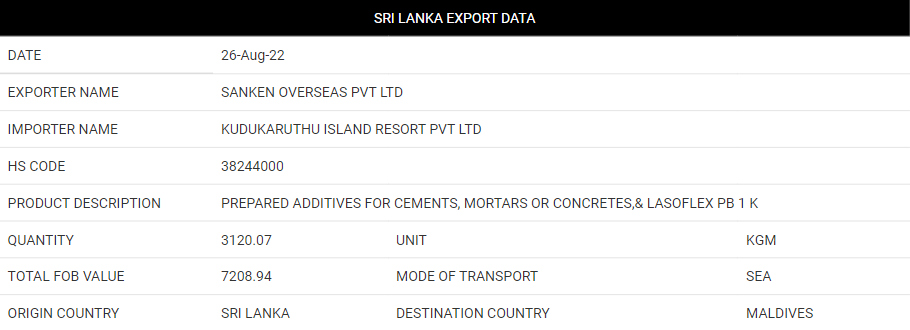 SRI LANKA EXPORT DATA
DATE 26-Aug-22
EXPORTER NAME SANKEN OVERSEAS PVT LTD
IMPORTER NAME KUDUKARUTHU ISLAND RESORT PVT LTD
HS CODE 38244000
PRODUCT DESCRIPTION PREPARED ADDITIVES FOR CEMENTS, MORTARS OR CONCRETES,& LASOFLEX PB 1 K
QUANTITY 3120.07 UNIT KGM
TOTAL FOB VALUE 7208.94 MODE OF TRANSPORT SEA
ORIGIN COUNTRY SRI LANKA DESTINATION COUNTRY MALDIVES